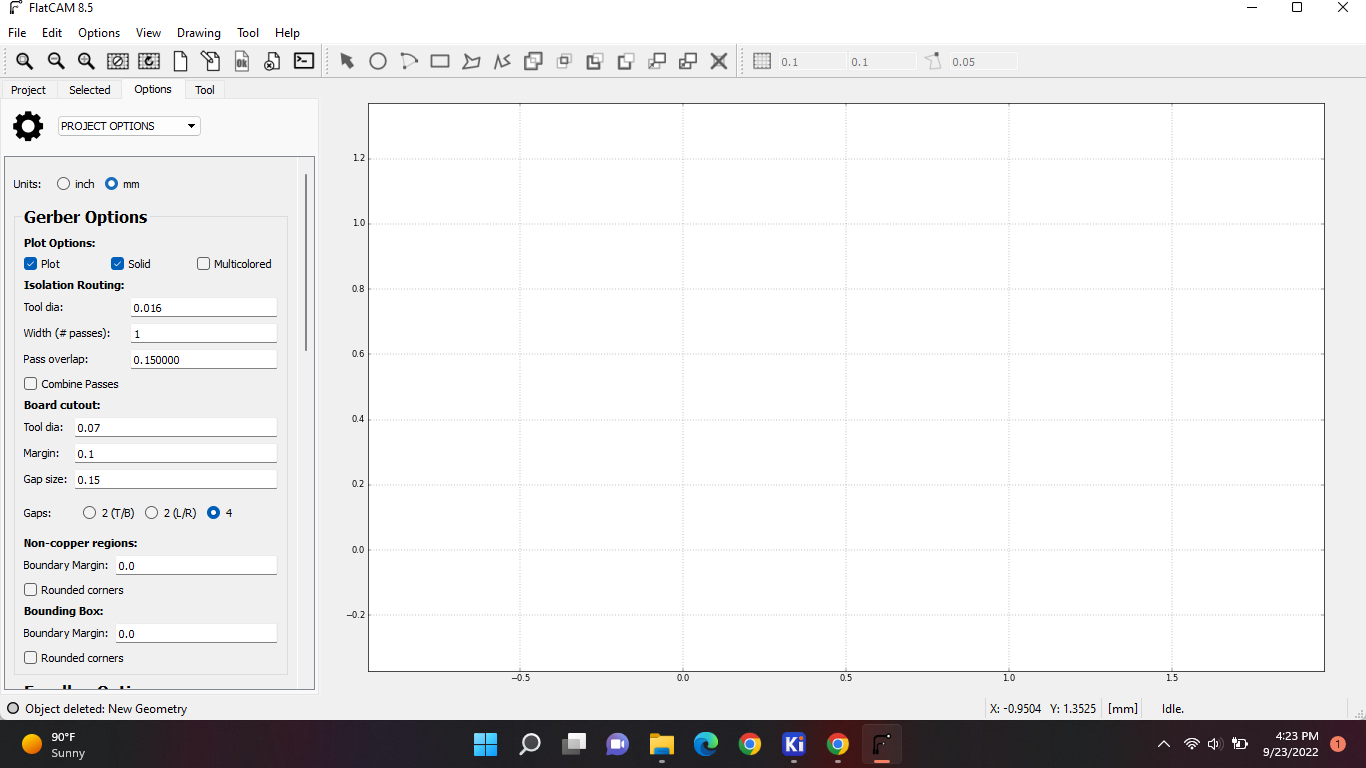 FlatCAM 8.5
File Edit Options View Drawing Tool Help
Ok 0.1 0.1 0.05
Project Selected Options Tool
PROJECT OPTIONS
Units: inch mm
Gerber Options
Plot Options:
Plot Solid Multicolored
Isolation Routing:
Tool dia: 0.016
Width (# passes): 1
Pass overlap: 0.150000
Combine Passes
Board cutout:
Tool dia: 0.07
Margin: 0.1
Gap size: 0.15
Gaps: 2 (T/B) 2 (L/R) 4
Non-copper regions:
Boundary Margin: 0.0
Rounded corners
Bounding Box:
Boundary Margin: 0.0
Rounded corners
1.2
1.0
0.8
0.6
0.4
0.2
0.0
−0.2
−0.5 0.0 0.5 1.0 1.5
Object deleted: New Geometry X: -0.9504 Y: 1.3525 [mm] Idle.
90°F
Sunny
Ki
4:23 PM
9/23/2022
1